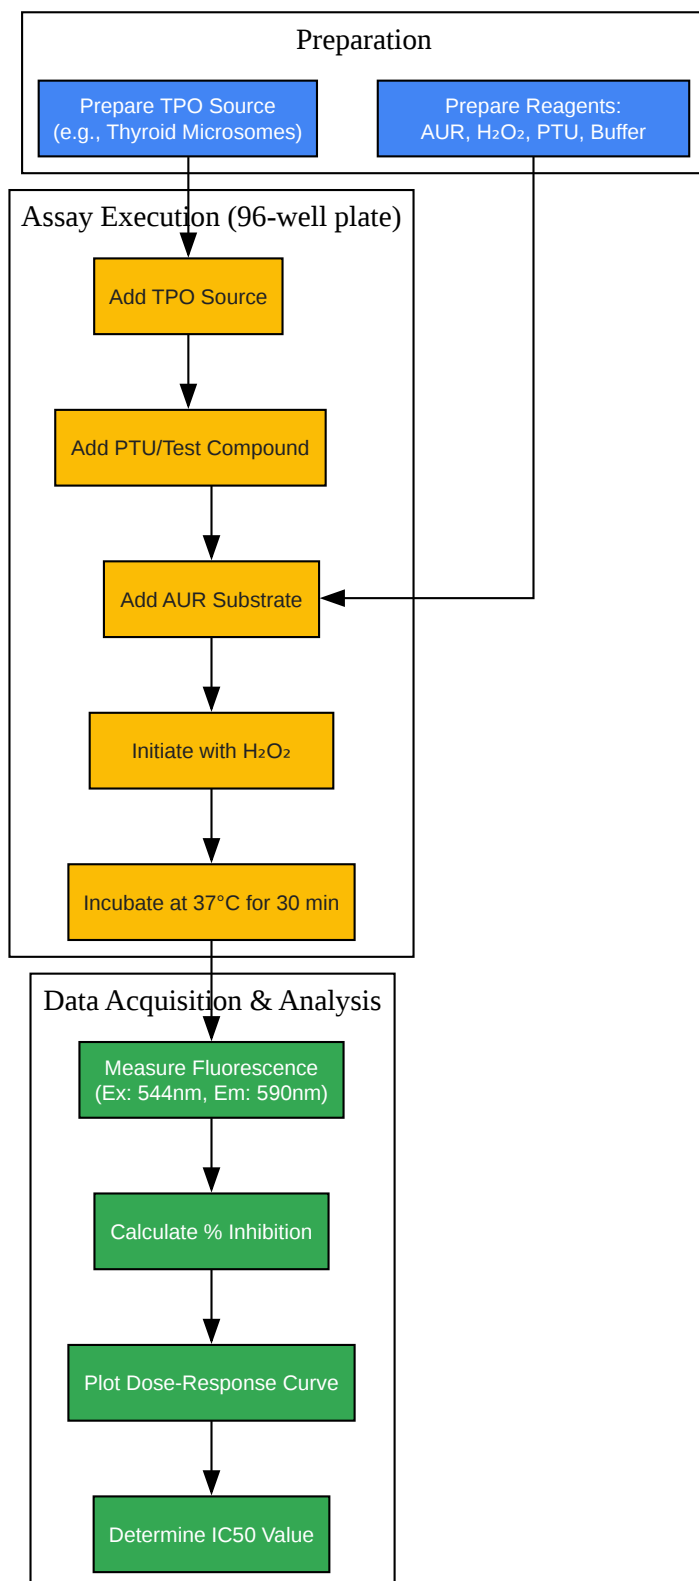 Preparation
Prepare TPO Source
(e.g., Thyroid Microsomes)
Prepare Reagents:
AUR, H₂O₂, PTU, Buffer
Assay Execution (96-well plate)
Add TPO Source
Add PTU/Test Compound
Add AUR Substrate
Initiate with H₂O₂
Incubate at 37°C for 30 min
Data Acquisition & Analysis
Measure Fluorescence
(Ex: 544nm, Em: 590nm)
Calculate % Inhibition
Plot Dose-Response Curve
Determine IC50 Value